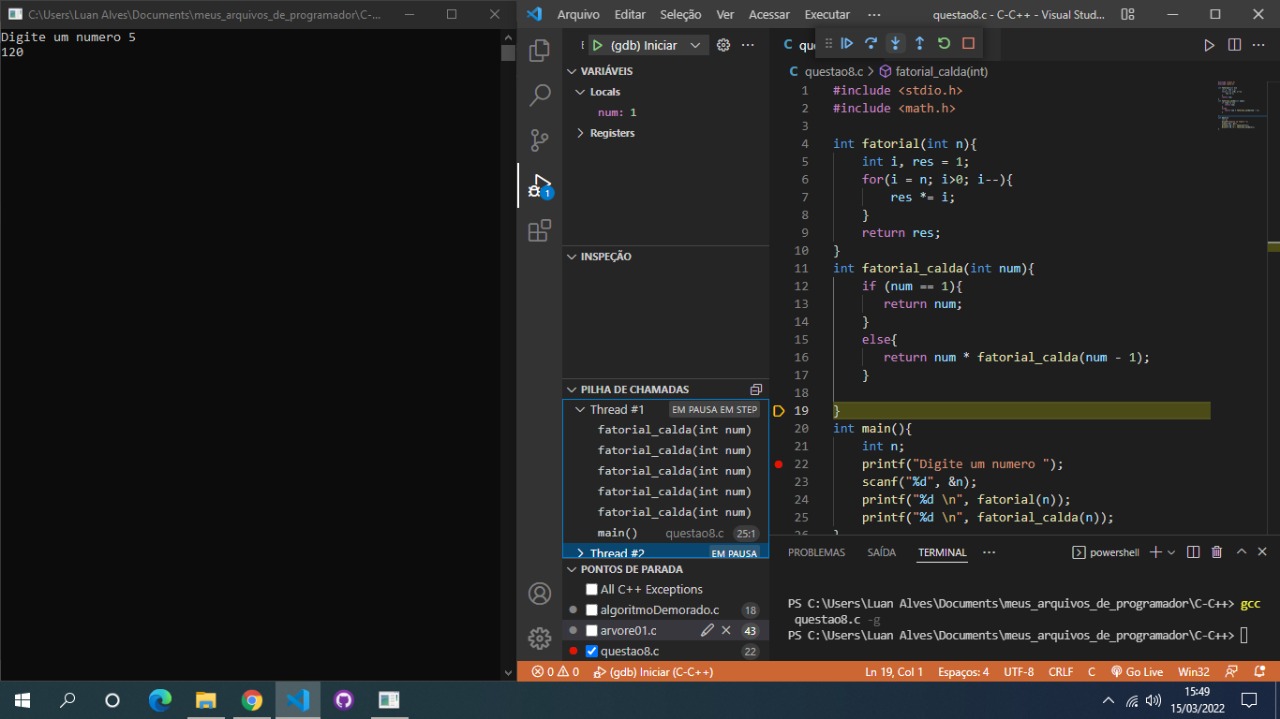 C:\Users\Luan Alves\Documents\meus_arquivos_de_programador\C-C...
Digite um numero 5
120
Arquivo Editar Seleção Ver Acessar Executar ··· questao8.c - C-C++ - Visual Stud...
(gdb) Iniciar
VARIÁVEIS
Locals
num: 1
Registers
INSPEÇÃO
PILHA DE CHAMADAS
Thread #1 EM PAUSA EM STEP
fatorial_calda(int num)
fatorial_calda(int num)
fatorial_calda(int num)
fatorial_calda(int num)
fatorial_calda(int num)
main() questao8.c 25:1
Thread #2 EM PAUSA
PONTOS DE PARADA
All C++ Exceptions
algoritmoDemorado.c 18
arvore01.c 43
questao8.c 22
1
C questao8.c > fatorial_calda(int)
1 #include <stdio.h>
2 #include <math.h>
3
4 int fatorial(int n){
5 int i, res = 1;
6 for(i = n; i>0; i--){
7 res *= i;
8 }
9 return res;
10 }
11 int fatorial_calda(int num){
12 if (num == 1){
13 return num;
14 }
15 else{
16 return num * fatorial_calda(num - 1);
17 }
18
19 }
20 int main(){
21 int n;
22 printf("Digite um numero ");
23 scanf("%d", &n);
24 printf("%d \n", fatorial(n));
25 printf("%d \n", fatorial_calda(n));
PROBLEMAS SAÍDA TERMINAL ··· powershell
PS C:\Users\Luan Alves\Documents\meus_arquivos_de_programador\C-C++> gcc
questao8.c -g
PS C:\Users\Luan Alves\Documents\meus_arquivos_de_programador\C-C++>
0 0 (gdb) Iniciar (C-C++) Ln 19, Col 1 Espaços: 4 UTF-8 CRLF C Go Live Win32
15:49
15/03/2022